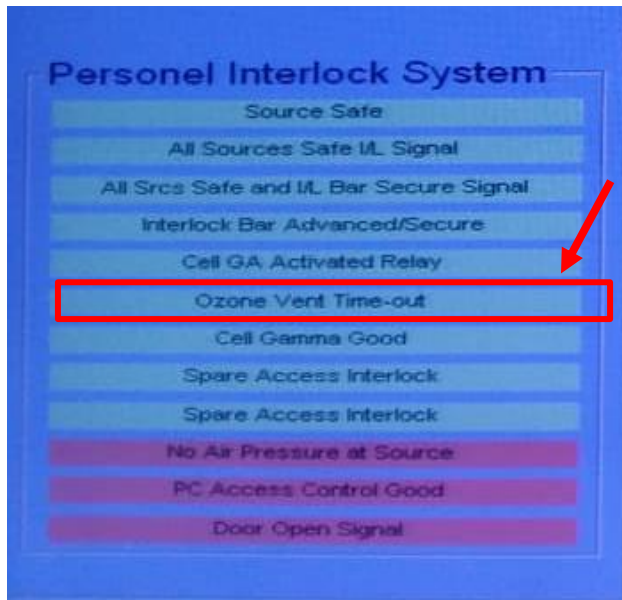 Personel Interlock System
Source Safe
All Sources Safe I/L Signal
All Srcs Safe and I/L Bar Secure Signal
Interlock Bar Advanced/Secure
Cell GA Activated Relay
Ozone Vent Time-out
Cell Gamma Good
Spare Access Interlock
Spare Access Interlock
No Air Pressure at Source
PC Access Control Good
Door Open Signal